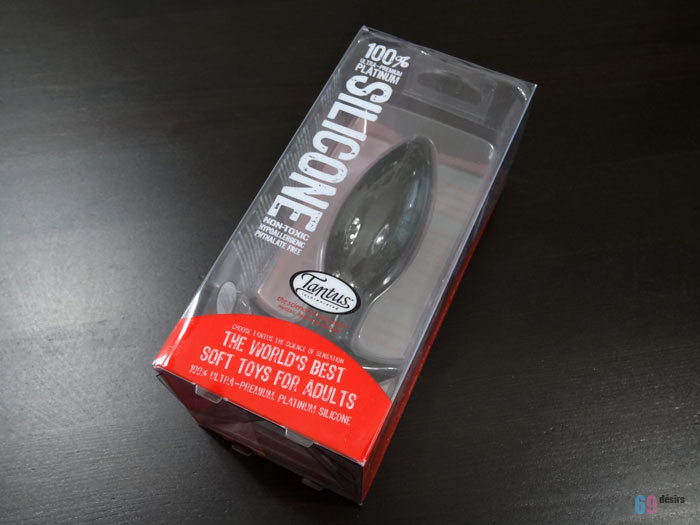 100%
ULTRA-PREMIUM
PLATINUM
SILICONE
NON-TOXIC
HYPOALLERGENIC
PHTHALATE FREE
Tantus
CHOOSE TANTUS THE SCIENCE OF SENSATION
THE WORLD'S BEST
SOFT TOYS FOR ADULTS
100% ULTRA-PREMIUM PLATINUM SILICONE
69 désirs